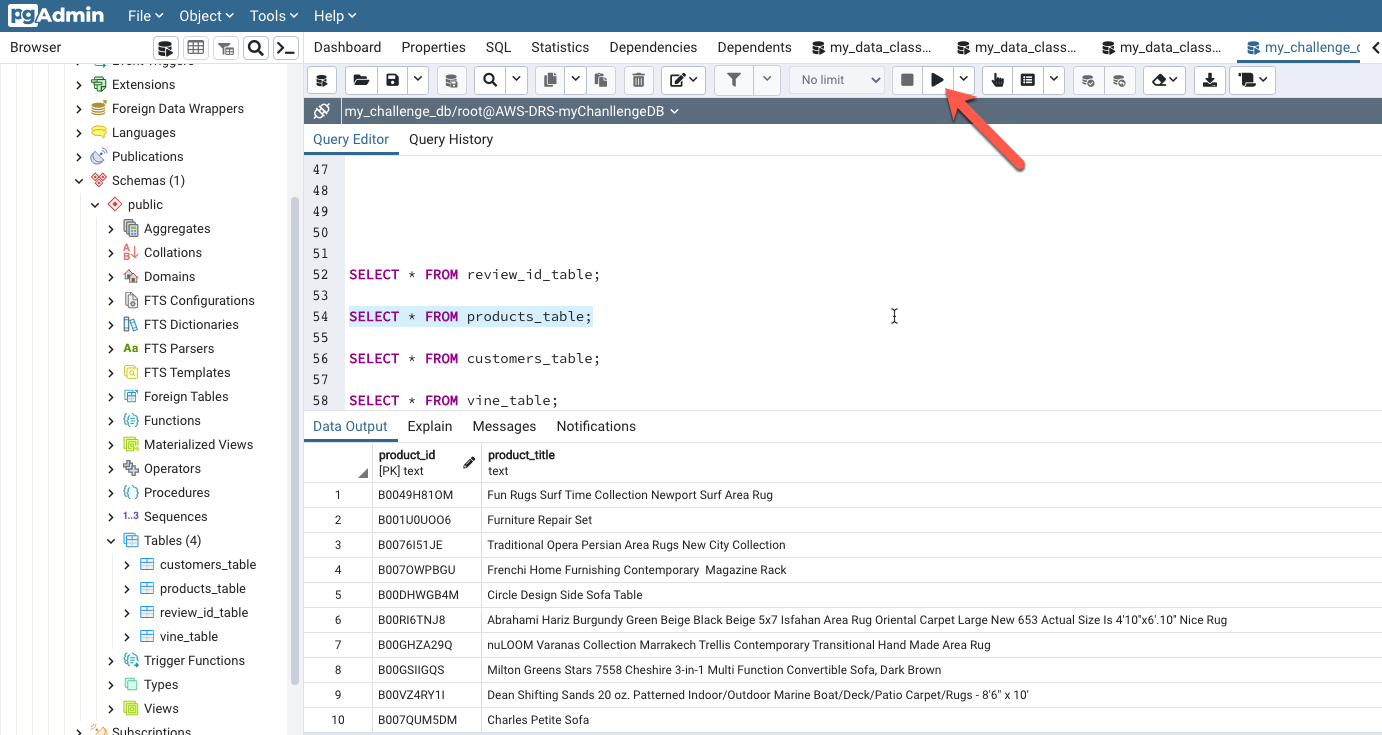 pgAdmin File Object Tools Help
Browser
Dashboard Properties SQL Statistics Dependencies Dependents my_data_class... my_data_class... my_data_class... my_challenge_
Extensions
Foreign Data Wrappers
Languages
Publications
Schemas (1)
public
Aggregates
Collations
Domains
FTS Configurations
FTS Dictionaries
FTS Parsers
FTS Templates
Foreign Tables
Functions
Materialized Views
Operators
Procedures
1..3 Sequences
Tables (4)
customers_table
products_table
review_id_table
vine_table
Trigger Functions
Types
Views
Subscriptions
No limit
my_challenge_db/root@AWS-DRS-myChanllengeDB
Query Editor Query History
47
48
49
50
51
52 SELECT * FROM review_id_table;
53
54 SELECT * FROM products_table;
55
56 SELECT * FROM customers_table;
57
58 SELECT * FROM vine_table;
Data Output Explain Messages Notifications
product_id product_title
[PK] text text
1 B0049H81OM Fun Rugs Surf Time Collection Newport Surf Area Rug
2 B001U0UOO6 Furniture Repair Set
3 B0076I51JE Traditional Opera Persian Area Rugs New City Collection
4 B007OWPBGU Frenchi Home Furnishing Contemporary  Magazine Rack
5 B00DHWGB4M Circle Design Side Sofa Table
6 B00RI6TNJ8 Abrahami Hariz Burgundy Green Beige Black Beige 5x7 Isfahan Area Rug Oriental Carpet Large New 653 Actual Size Is 4'10"x6'.10" Nice Rug
7 B00GHZA29Q nuLOOM Varanas Collection Marrakech Trellis Contemporary Transitional Hand Made Area Rug
8 B00GSIIGQS Milton Greens Stars 7558 Cheshire 3-in-1 Multi Function Convertible Sofa, Dark Brown
9 B00VZ4RY1I Dean Shifting Sands 20 oz. Patterned Indoor/Outdoor Marine Boat/Deck/Patio Carpet/Rugs - 8'6" x 10'
10 B007QUM5DM Charles Petite Sofa